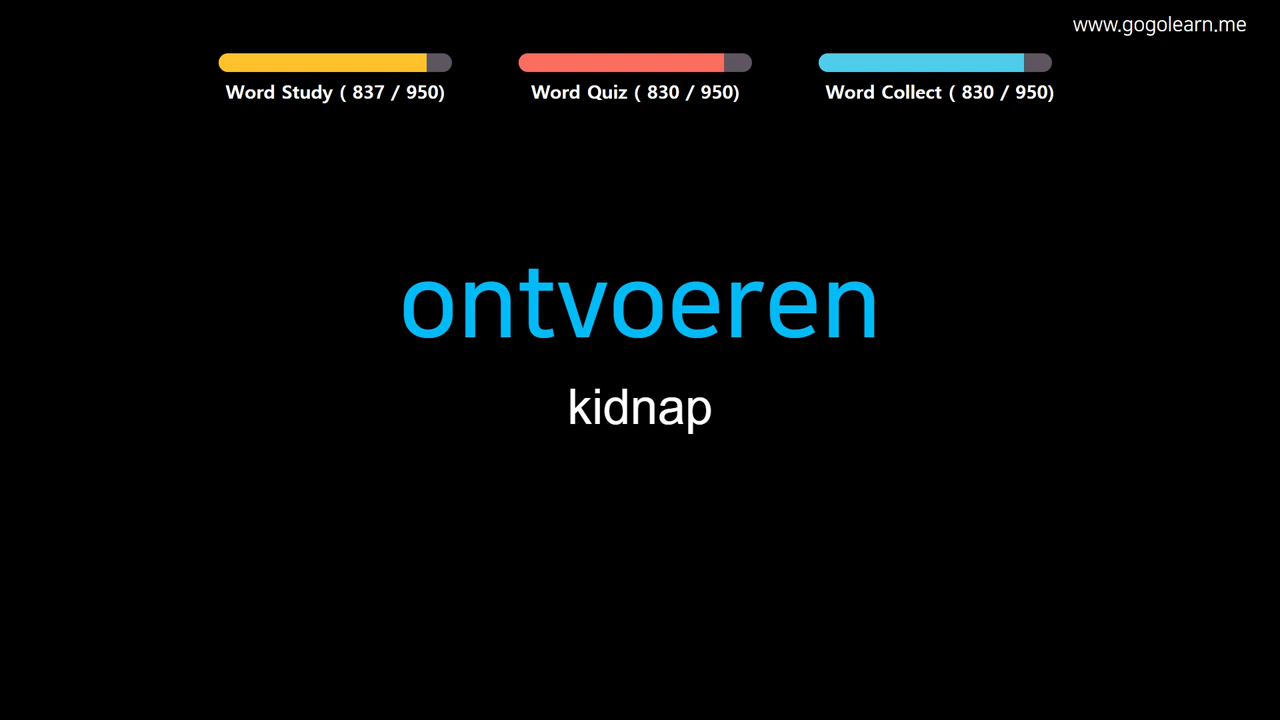 www.gogolearn.me
Word Study ( 837 / 950)
Word Quiz ( 830 / 950)
Word Collect ( 830 / 950)
ontvoeren
kidnap